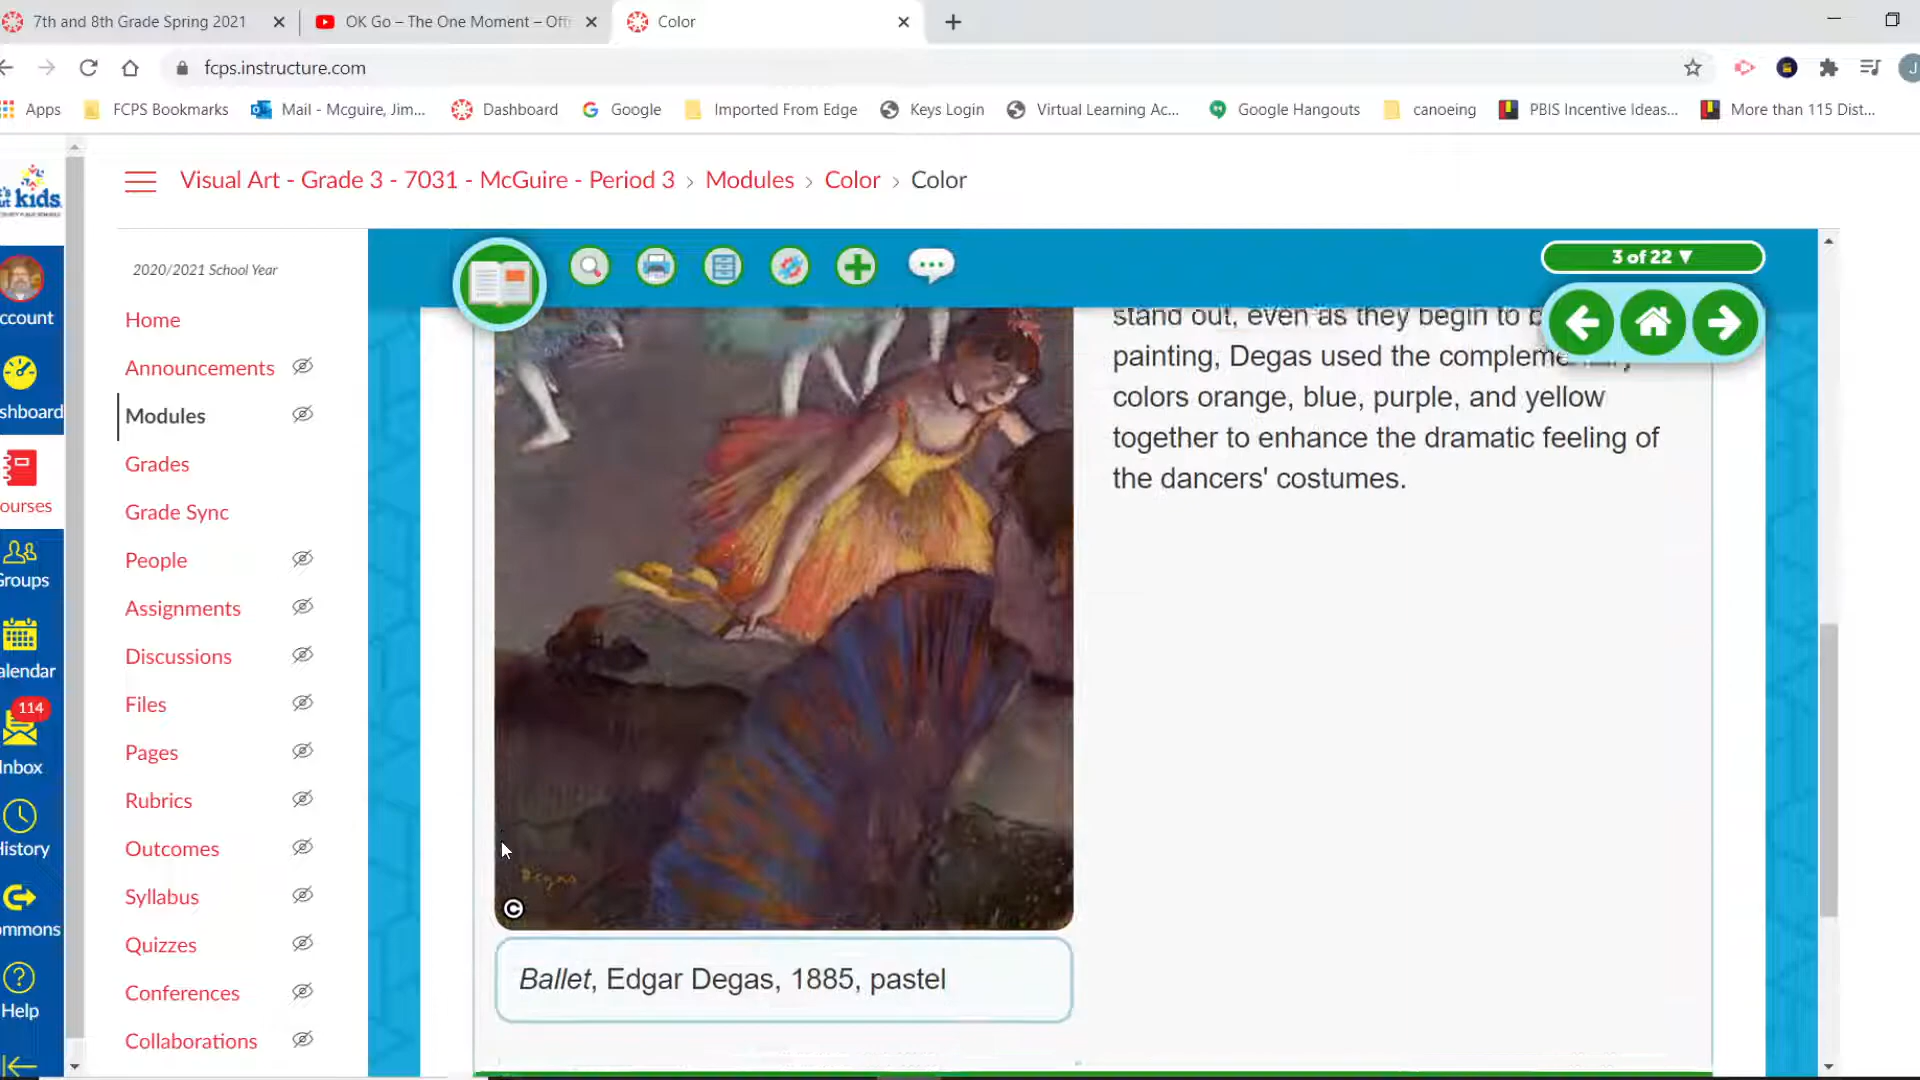 7th and 8th Grade Spring 2021
OK Go – The One Moment – Offi
Color
fcps.instructure.com
Apps
FCPS Bookmarks
Mail - Mcguire, Jim...
Dashboard
Google
Imported From Edge
Keys Login
Virtual Learning Ac...
Google Hangouts
canoeing
PBIS Incentive Ideas...
More than 115 Dist...
Visual Art - Grade 3 - 7031 - McGuire - Period 3 › Modules › Color › Color
kids
ccount
shboard
ourses
Groups
alendar
114
Inbox
History
mmons
Help
2020/2021 School Year
Home
Announcements
Modules
Grades
Grade Sync
People
Assignments
Discussions
Files
Pages
Rubrics
Outcomes
Syllabus
Quizzes
Conferences
Collaborations
3 of 22 ▼
stand out, even as they begin to b
painting, Degas used the compleme
colors orange, blue, purple, and yellow
together to enhance the dramatic feeling of
the dancers' costumes.
Degas
©
Ballet, Edgar Degas, 1885, pastel